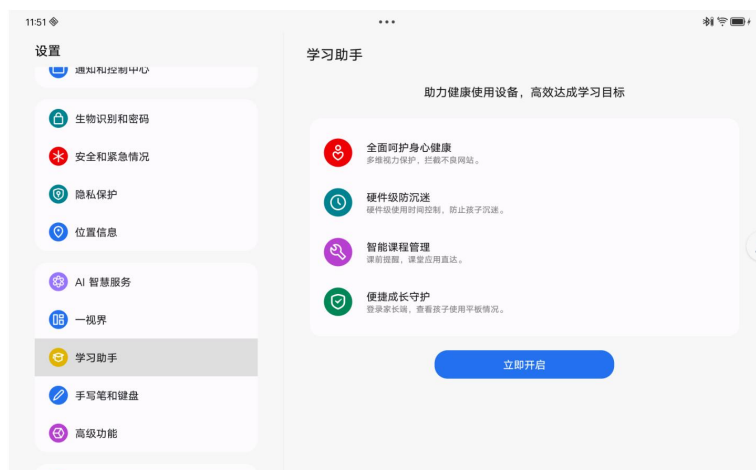 11:51
设置
学习助手
通知和控制中心
助力健康使用设备，高效达成学习目标
生物识别和密码
安全和紧急情况
隐私保护
位置信息
AI 智慧服务
一视界
学习助手
手写笔和键盘
高级功能
全面呵护身心健康
多维视力保护，拦截不良网站。
硬件级防沉迷
硬件级使用时间控制，防止孩子沉迷。
智能课程管理
课前提醒，课堂应用直达。
便捷成长守护
登录家长端，查看孩子使用平板情况。
立即开启